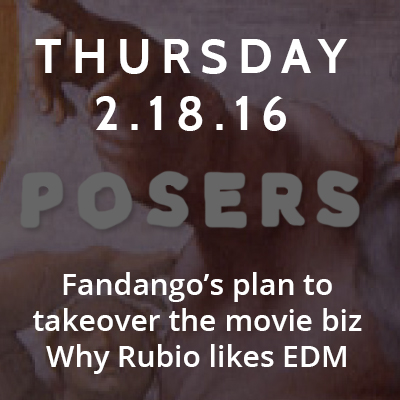 THURSDAY
2.18.16
POSERS
Fandango’s plan to
takeover the movie biz
Why Rubio likes EDM